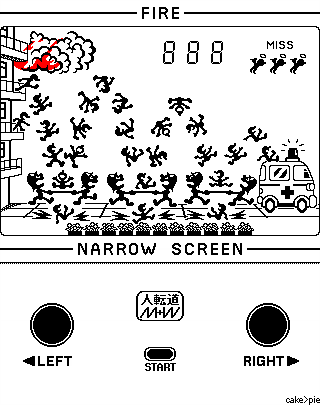 FIRE
888
MISS
NARROW SCREEN
人転道
M+W
◀LEFT
START
RIGHT▶
cake>pie